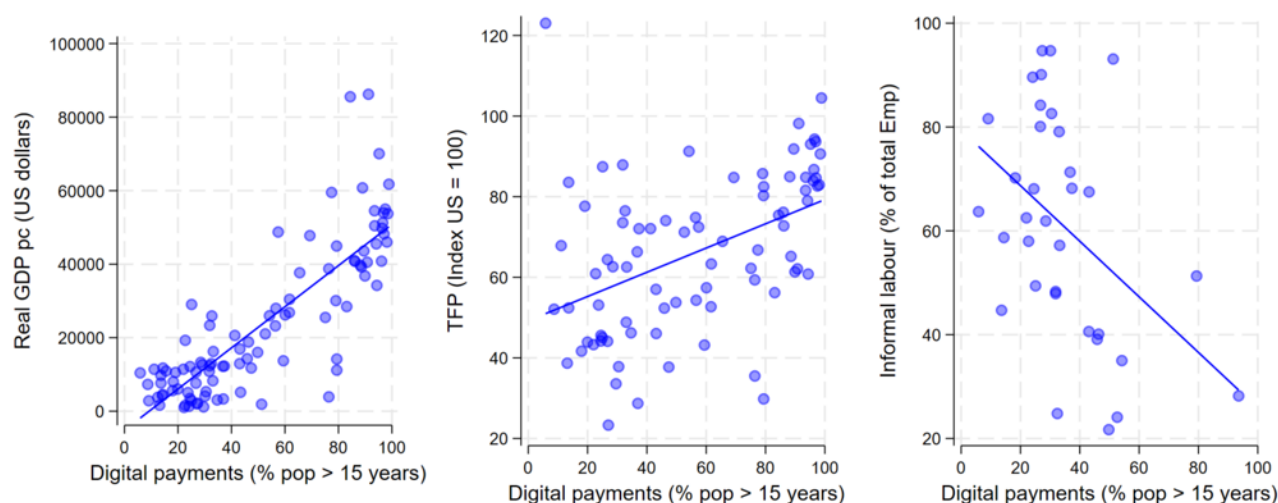 Real GDP pc (US dollars)
100000
80000
60000
40000
20000
0
0 20 40 60 80 100
Digital payments (% pop > 15 years)
TFP (Index US = 100)
120
100
80
60
40
20
0 20 40 60 80 100
Digital payments (% pop > 15 years)
Informal labour (% of total Emp)
100
80
60
40
20
0 20 40 60 80 100
Digital payments (% pop > 15 years)